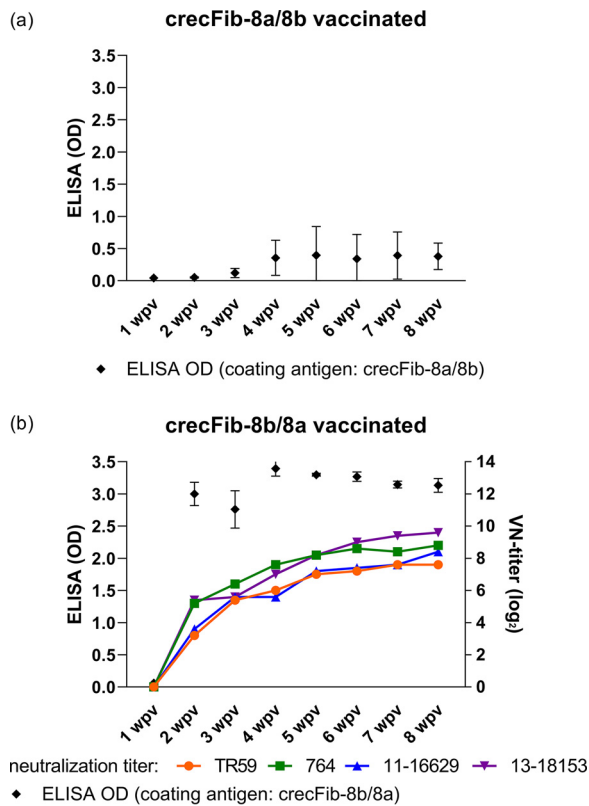 (a)
crecFib-8a/8b vaccinated
ELISA (OD)
3.5
3.0
2.5
2.0
1.5
1.0
0.5
0.0
1 wpv
2 wpv
3 wpv
4 wpv
5 wpv
6 wpv
7 wpv
8 wpv
ELISA OD (coating antigen: crecFib-8a/8b)
(b)
crecFib-8b/8a vaccinated
ELISA (OD)
3.5
3.0
2.5
2.0
1.5
1.0
0.5
0.0
14
12
10
8
6
4
2
0
VN-titer (log₂)
1 wpv
2 wpv
3 wpv
4 wpv
5 wpv
6 wpv
7 wpv
8 wpv
neutralization titer: TR59 764 11-16629 13-18153
ELISA OD (coating antigen: crecFib-8b/8a)